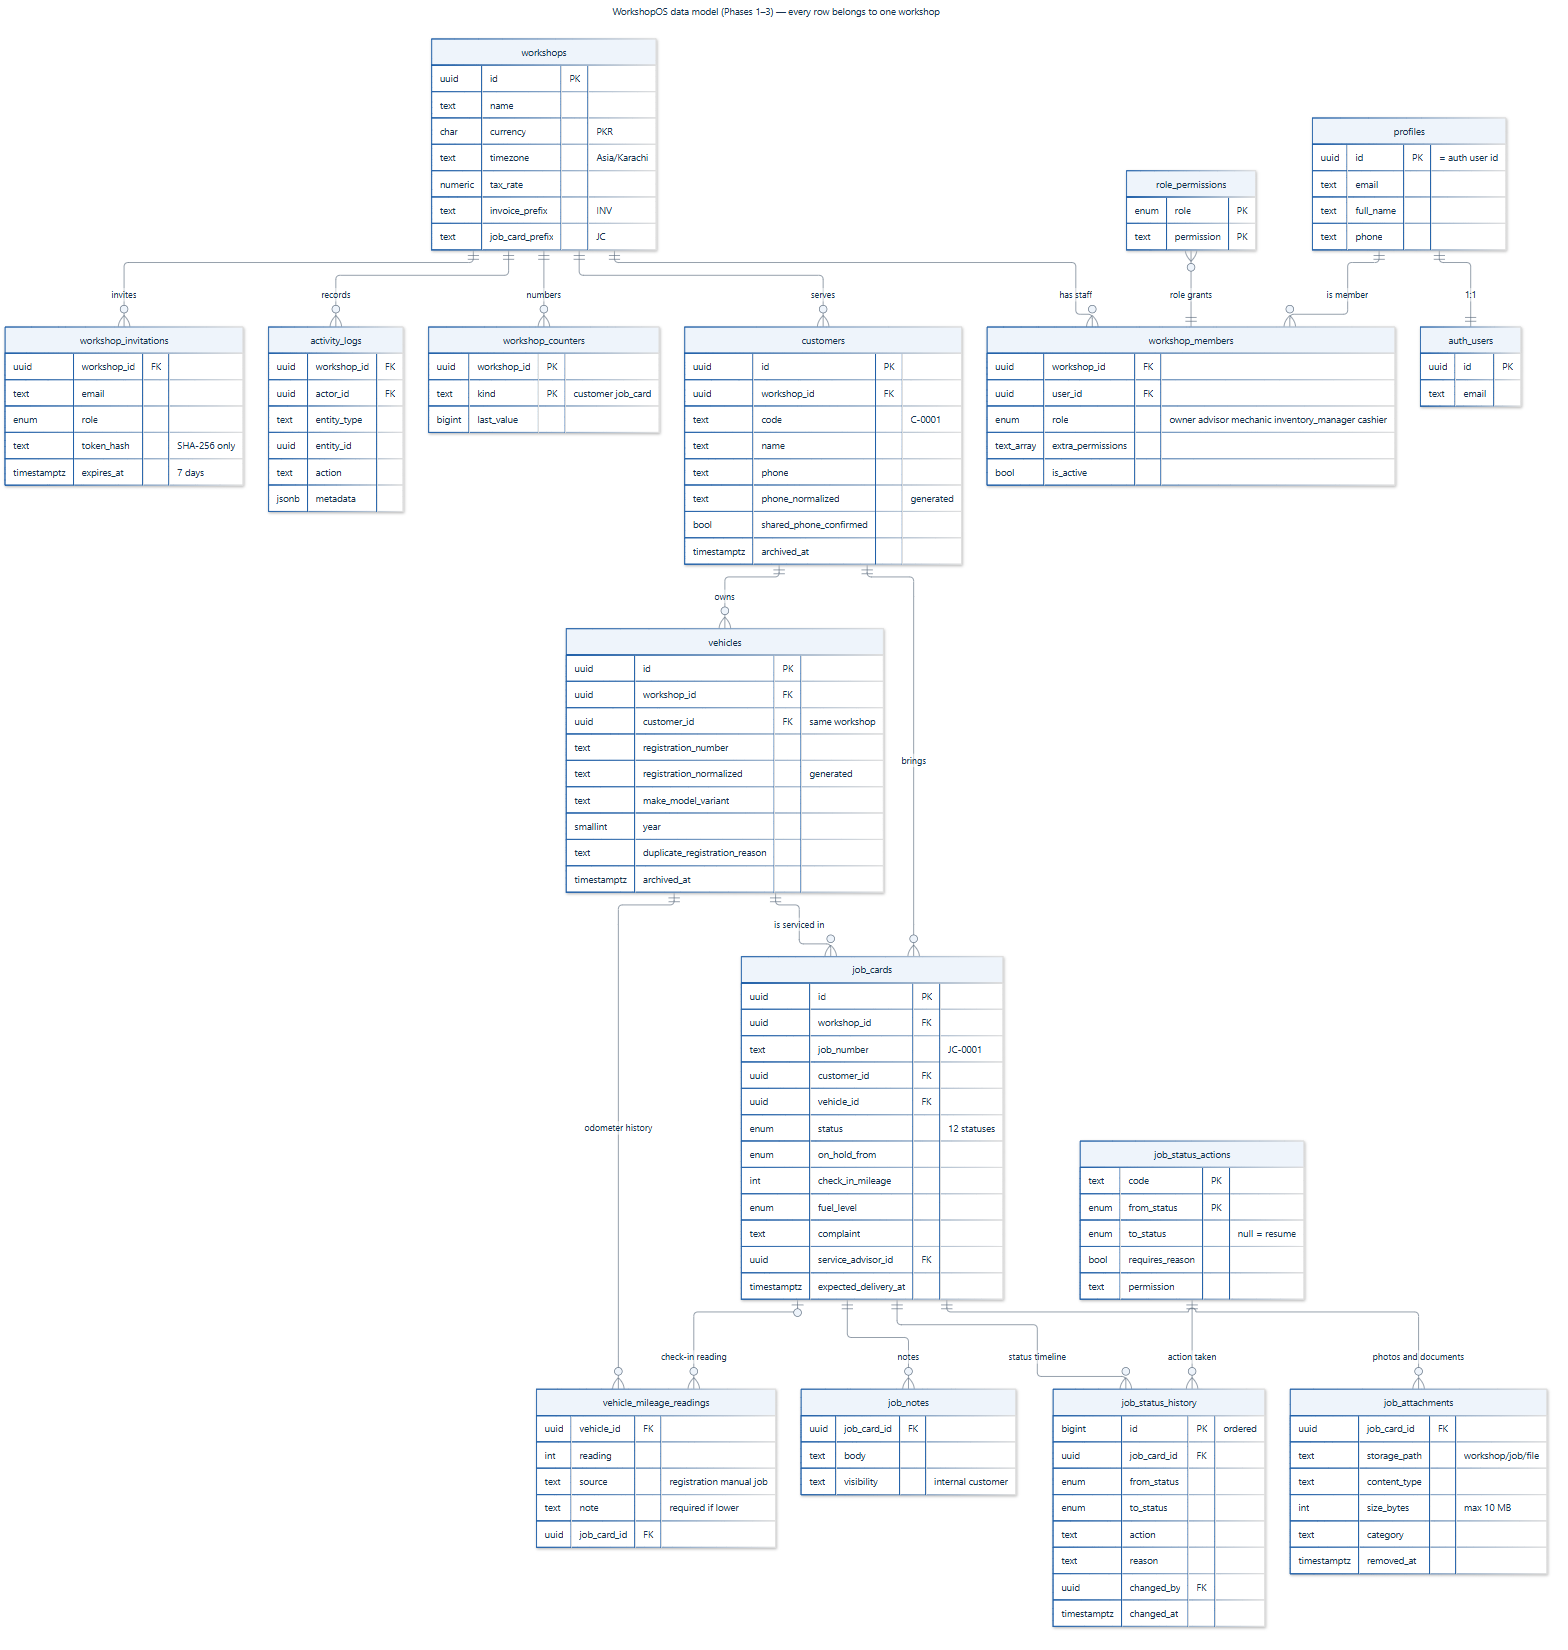 WorkshopOS data model (Phases 1–3) — every row belongs to one workshop
workshops
uuid id PK
text name
char currency PKR
text timezone Asia/Karachi
numeric tax_rate
text invoice_prefix INV
text job_card_prefix JC
profiles
uuid id PK = auth user id
text email
text full_name
text phone
role_permissions
enum role PK
text permission PK
invites
records
numbers
serves
has staff
role grants
is member
1:1
workshop_invitations
uuid workshop_id FK
text email
enum role
text token_hash SHA-256 only
timestamptz expires_at 7 days
activity_logs
uuid workshop_id FK
uuid actor_id FK
text entity_type
uuid entity_id
text action
jsonb metadata
workshop_counters
uuid workshop_id PK
text kind PK customer job_card
bigint last_value
customers
uuid id PK
uuid workshop_id FK
text code C-0001
text name
text phone
text phone_normalized generated
bool shared_phone_confirmed
timestamptz archived_at
workshop_members
uuid workshop_id FK
uuid user_id FK
enum role owner advisor mechanic inventory_manager cashier
text_array extra_permissions
bool is_active
auth_users
uuid id PK
text email
owns
brings
vehicles
uuid id PK
uuid workshop_id FK
uuid customer_id FK same workshop
text registration_number
text registration_normalized generated
text make_model_variant
smallint year
text duplicate_registration_reason
timestamptz archived_at
is serviced in
odometer history
job_cards
uuid id PK
uuid workshop_id FK
text job_number JC-0001
uuid customer_id FK
uuid vehicle_id FK
enum status 12 statuses
enum on_hold_from
int check_in_mileage
enum fuel_level
text complaint
uuid service_advisor_id FK
timestamptz expected_delivery_at
job_status_actions
text code PK
enum from_status PK
enum to_status null = resume
bool requires_reason
text permission
check-in reading
notes
status timeline
action taken
photos and documents
vehicle_mileage_readings
uuid vehicle_id FK
int reading
text source registration manual job
text note required if lower
uuid job_card_id FK
job_notes
uuid job_card_id FK
text body
text visibility internal customer
job_status_history
bigint id PK ordered
uuid job_card_id FK
enum from_status
enum to_status
text action
text reason
uuid changed_by FK
timestamptz changed_at
job_attachments
uuid job_card_id FK
text storage_path workshop/job/file
text content_type
int size_bytes max 10 MB
text category
timestamptz removed_at